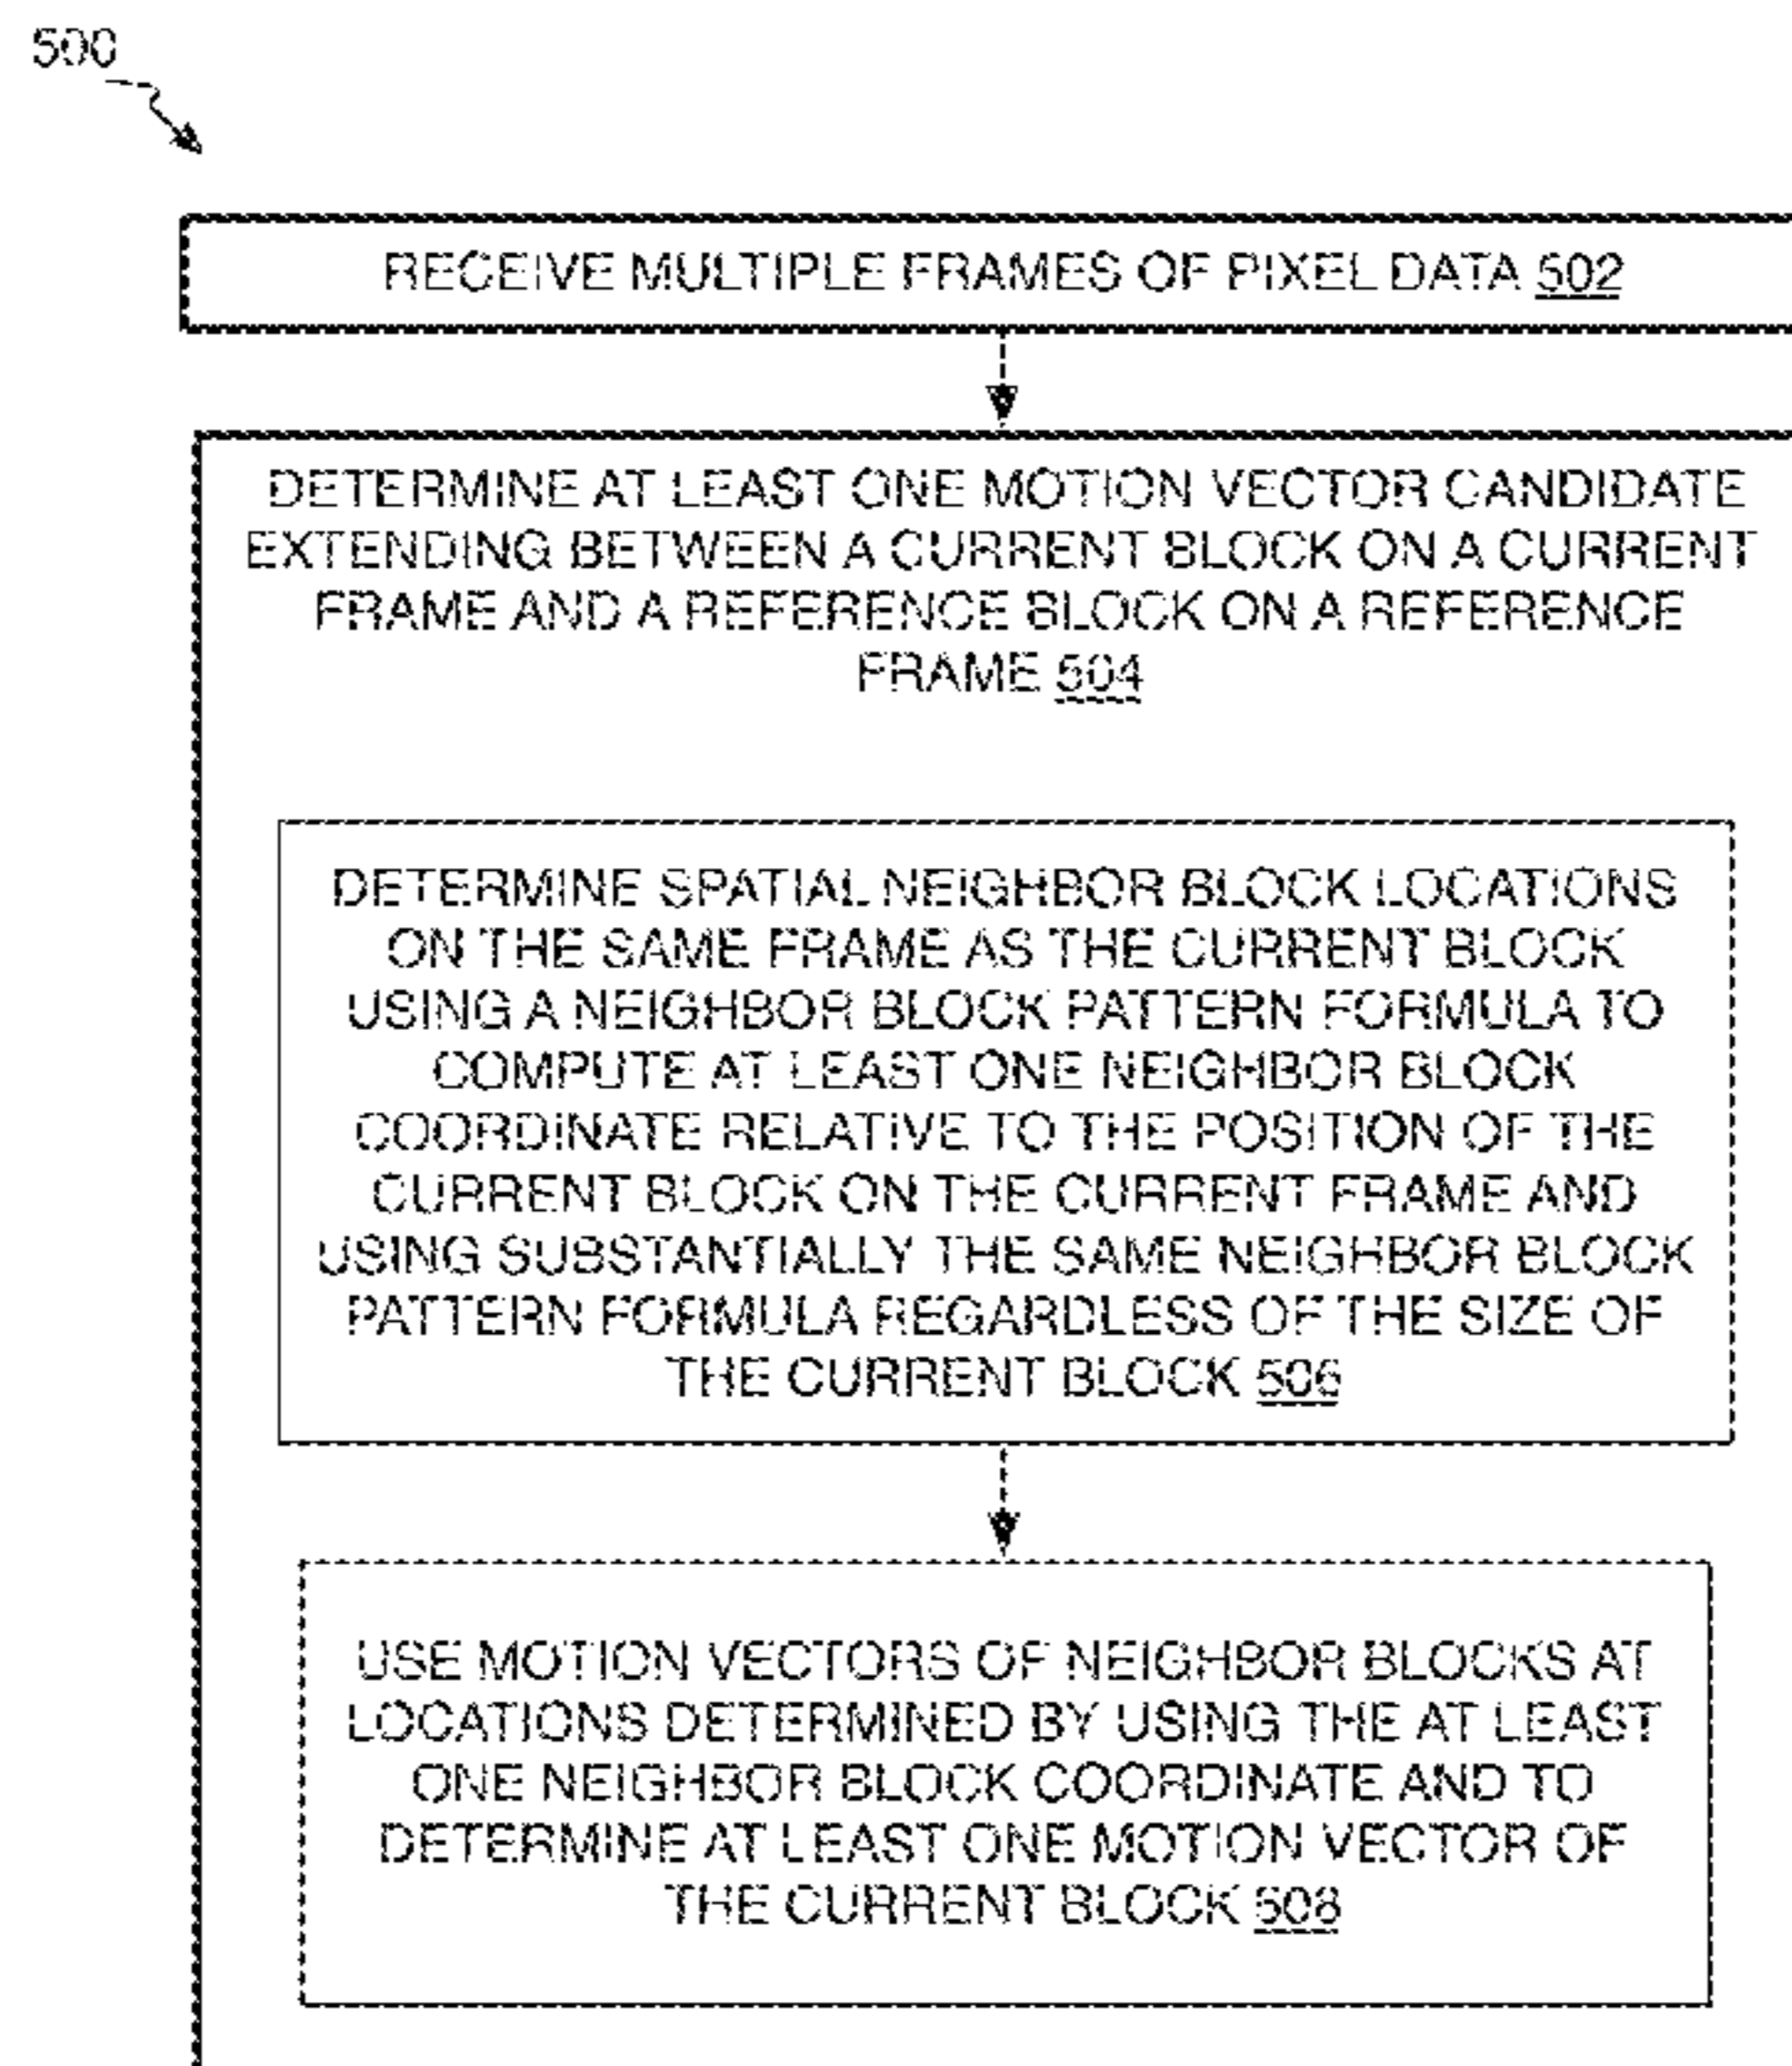 500
RECEIVE MULTIPLE FRAMES OF PIXEL DATA 502
DETERMINE AT LEAST ONE MOTION VECTOR CANDIDATE
EXTENDING BETWEEN A CURRENT BLOCK ON A CURRENT
FRAME AND A REFERENCE BLOCK ON A REFERENCE
FRAME 504
DETERMINE SPATIAL NEIGHBOR BLOCK LOCATIONS
ON THE SAME FRAME AS THE CURRENT BLOCK
USING A NEIGHBOR BLOCK PATTERN FORMULA TO
COMPUTE AT LEAST ONE NEIGHBOR BLOCK
COORDINATE RELATIVE TO THE POSITION OF THE
CURRENT BLOCK ON THE CURRENT FRAME AND
USING SUBSTANTIALLY THE SAME NEIGHBOR BLOCK
PATTERN FORMULA REGARDLESS OF THE SIZE OF
THE CURRENT BLOCK 506
USE MOTION VECTORS OF NEIGHBOR BLOCKS AT
LOCATIONS DETERMINED BY USING THE AT LEAST
ONE NEIGHBOR BLOCK COORDINATE AND TO
DETERMINE AT LEAST ONE MOTION VECTOR OF
THE CURRENT BLOCK 508